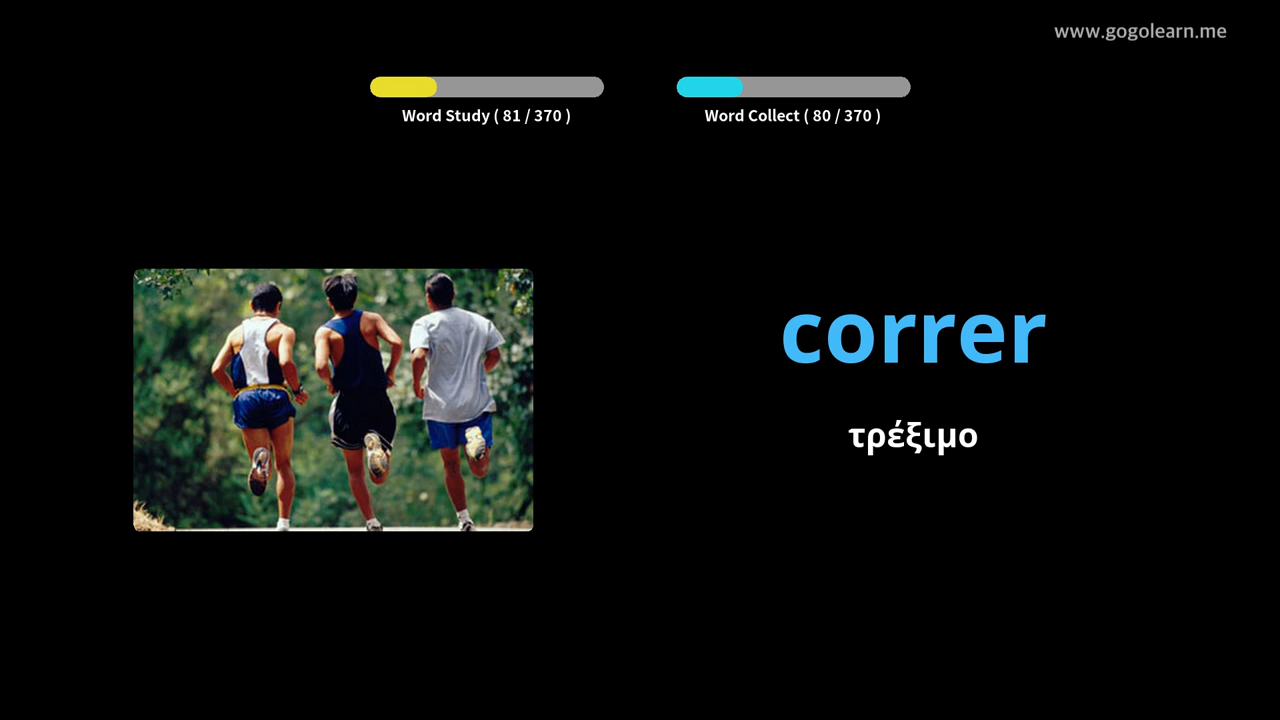 www.gogolearn.me
Word Study ( 81 / 370 )
Word Collect ( 80 / 370 )
correr
τρέξιμο